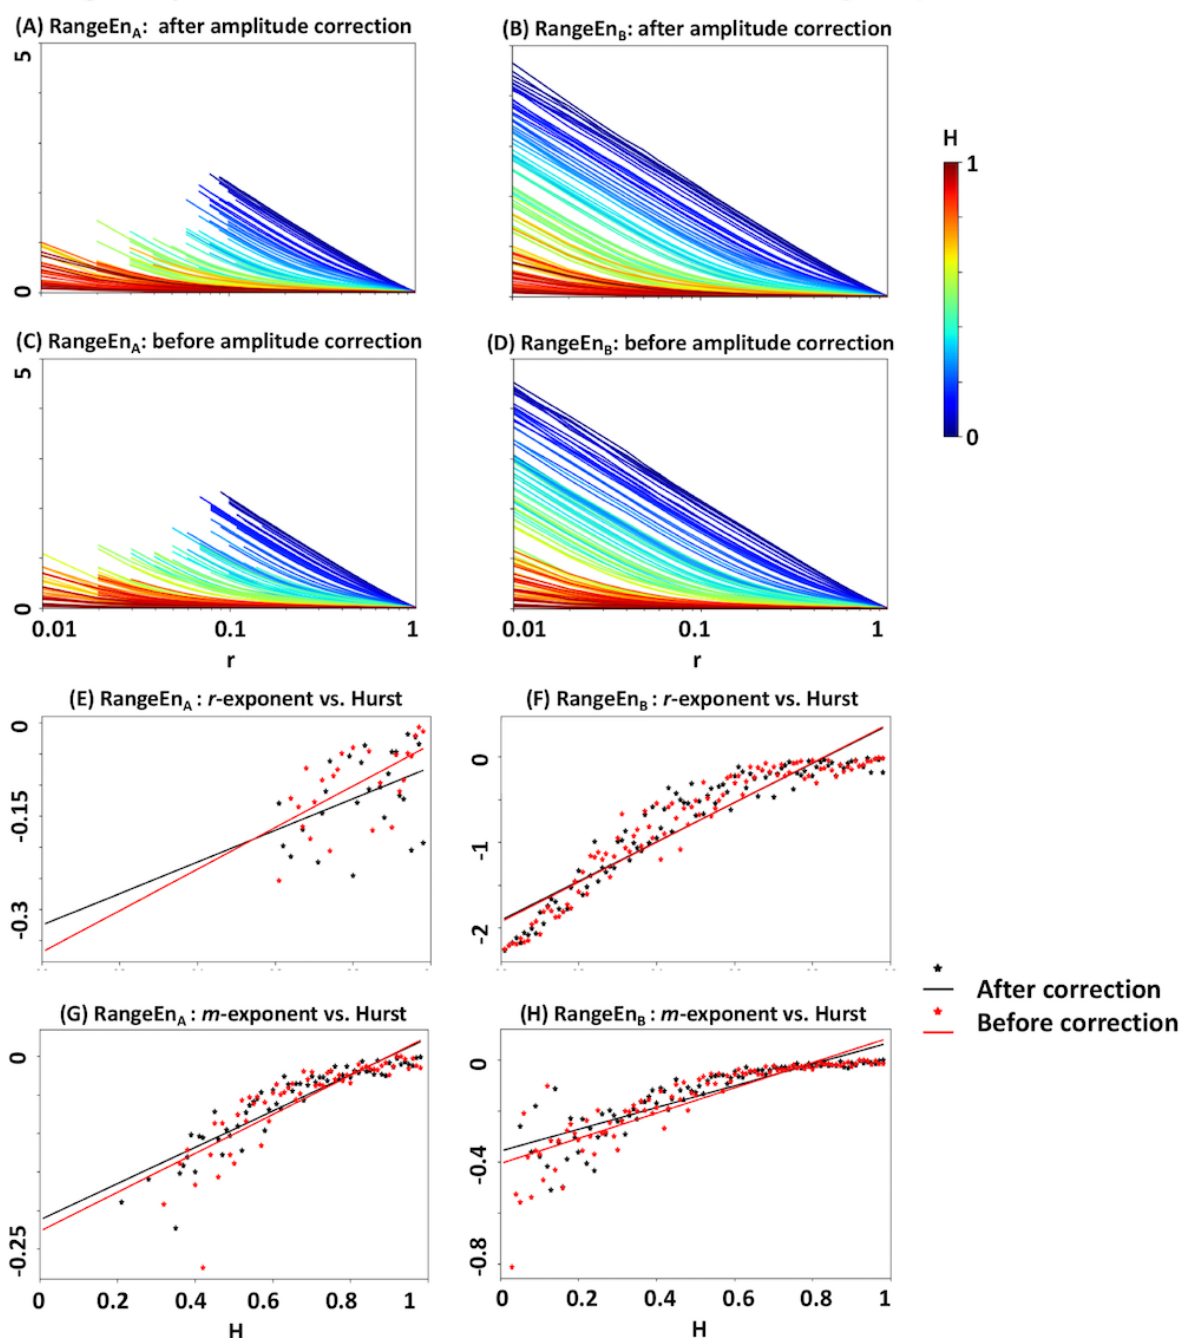 (A) RangeEnA: after amplitude correction
(B) RangeEnB: after amplitude correction
5
0
H
1
0
(C) RangeEnA: before amplitude correction
(D) RangeEnB: before amplitude correction
5
0
0.01 0.1 1
0.01 0.1 1
r
r
(E) RangeEnA : r-exponent vs. Hurst
(F) RangeEnB : r-exponent vs. Hurst
0
-0.15
-0.3
0
-1
-2
After correction
Before correction
(G) RangeEnA : m-exponent vs. Hurst
(H) RangeEnB : m-exponent vs. Hurst
0
-0.25
0
-0.4
-0.8
0 0.2 0.4 0.6 0.8 1
0 0.2 0.4 0.6 0.8 1
H
H